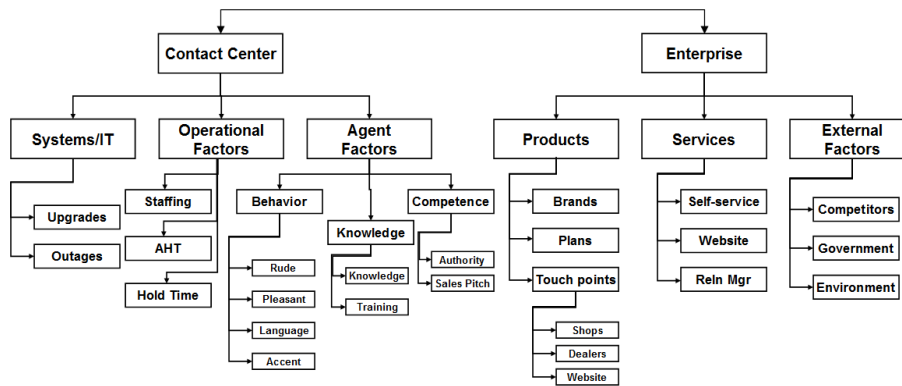 Contact Center
Enterprise
Systems/IT
Operational
Factors
Agent
Factors
Products
Services
External
Factors
Upgrades
Outages
Staffing
AHT
Hold Time
Behavior
Knowledge
Competence
Rude
Pleasant
Language
Accent
Knowledge
Training
Authority
Sales Pitch
Brands
Plans
Touch points
Shops
Dealers
Website
Self-service
Website
Reln Mgr
Competitors
Government
Environment